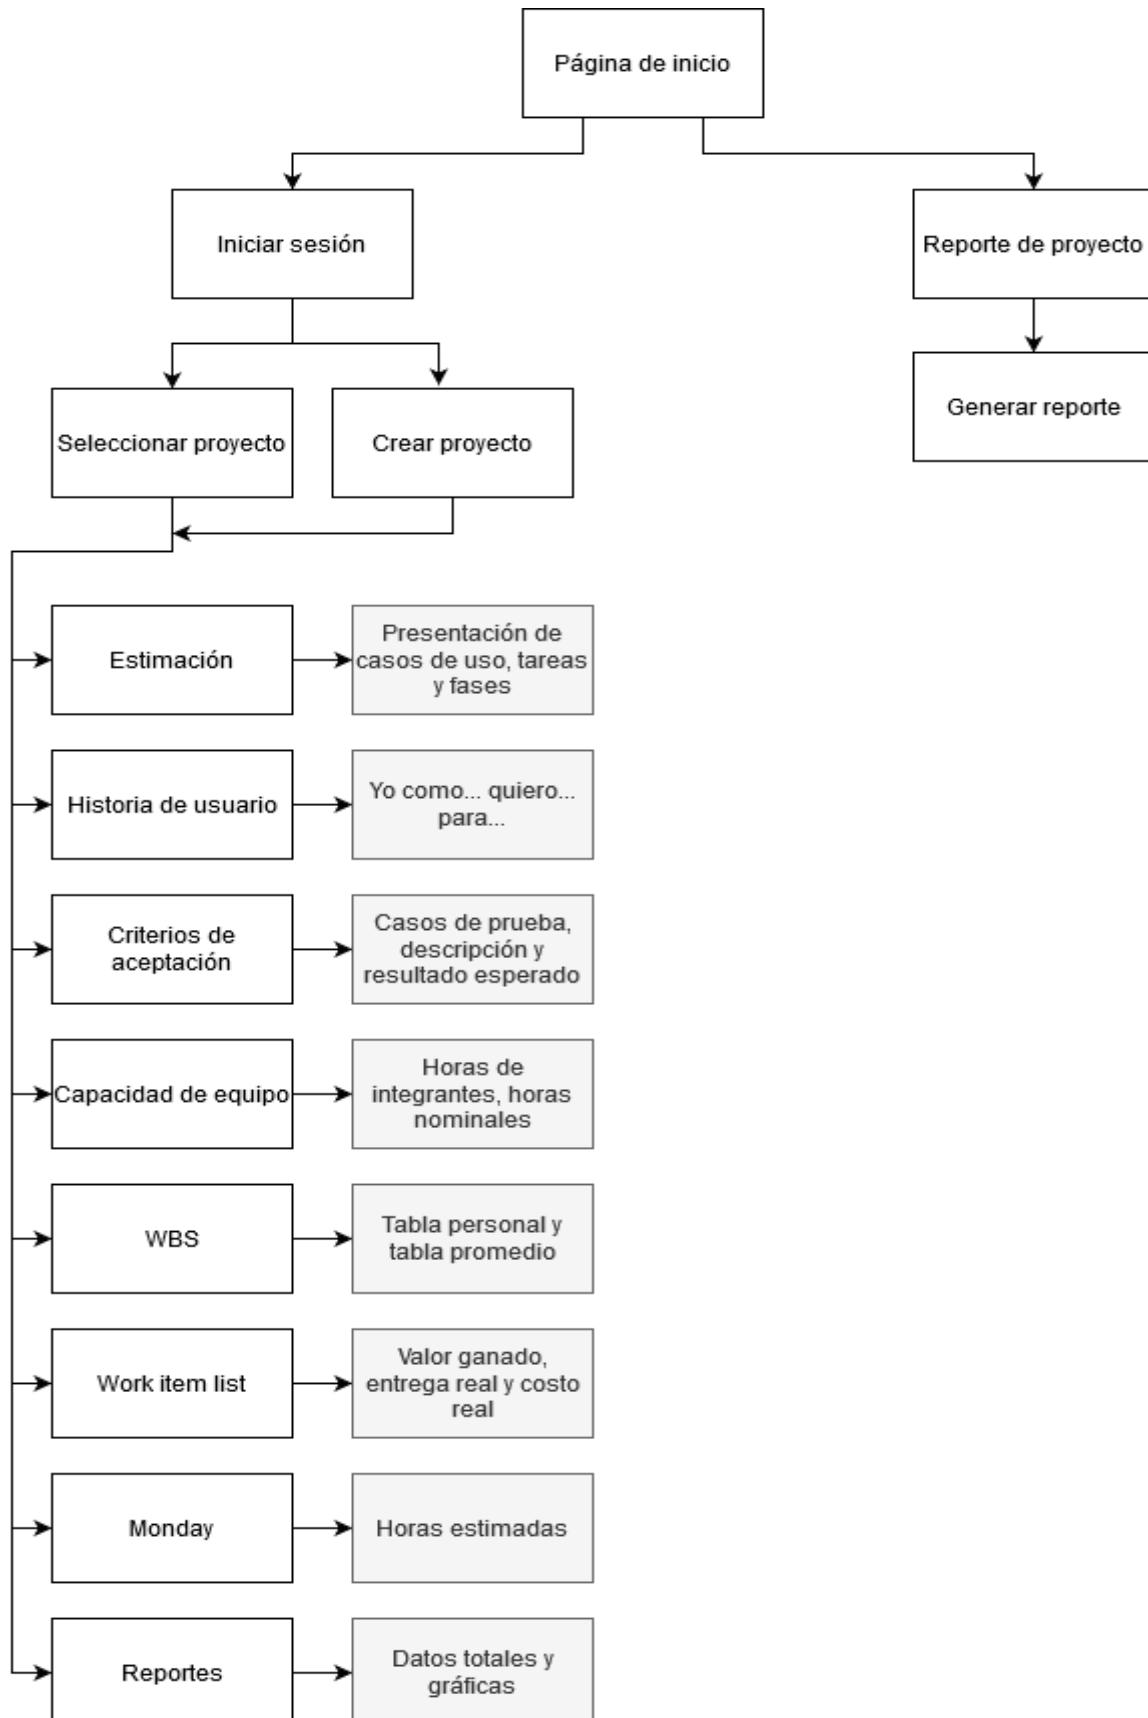 Página de inicio
Iniciar sesión
Reporte de proyecto
Seleccionar proyecto
Crear proyecto
Generar reporte
Estimación
Presentación de
casos de uso, tareas
y fases
Historia de usuario
Yo como... quiero...
para...
Criterios de
aceptación
Casos de prueba,
descripción y
resultado esperado
Capacidad de equipo
Horas de
integrantes, horas
nominales
WBS
Tabla personal y
tabla promedio
Work item list
Valor ganado,
entrega real y costo
real
Monday
Horas estimadas
Reportes
Datos totales y
gráficas